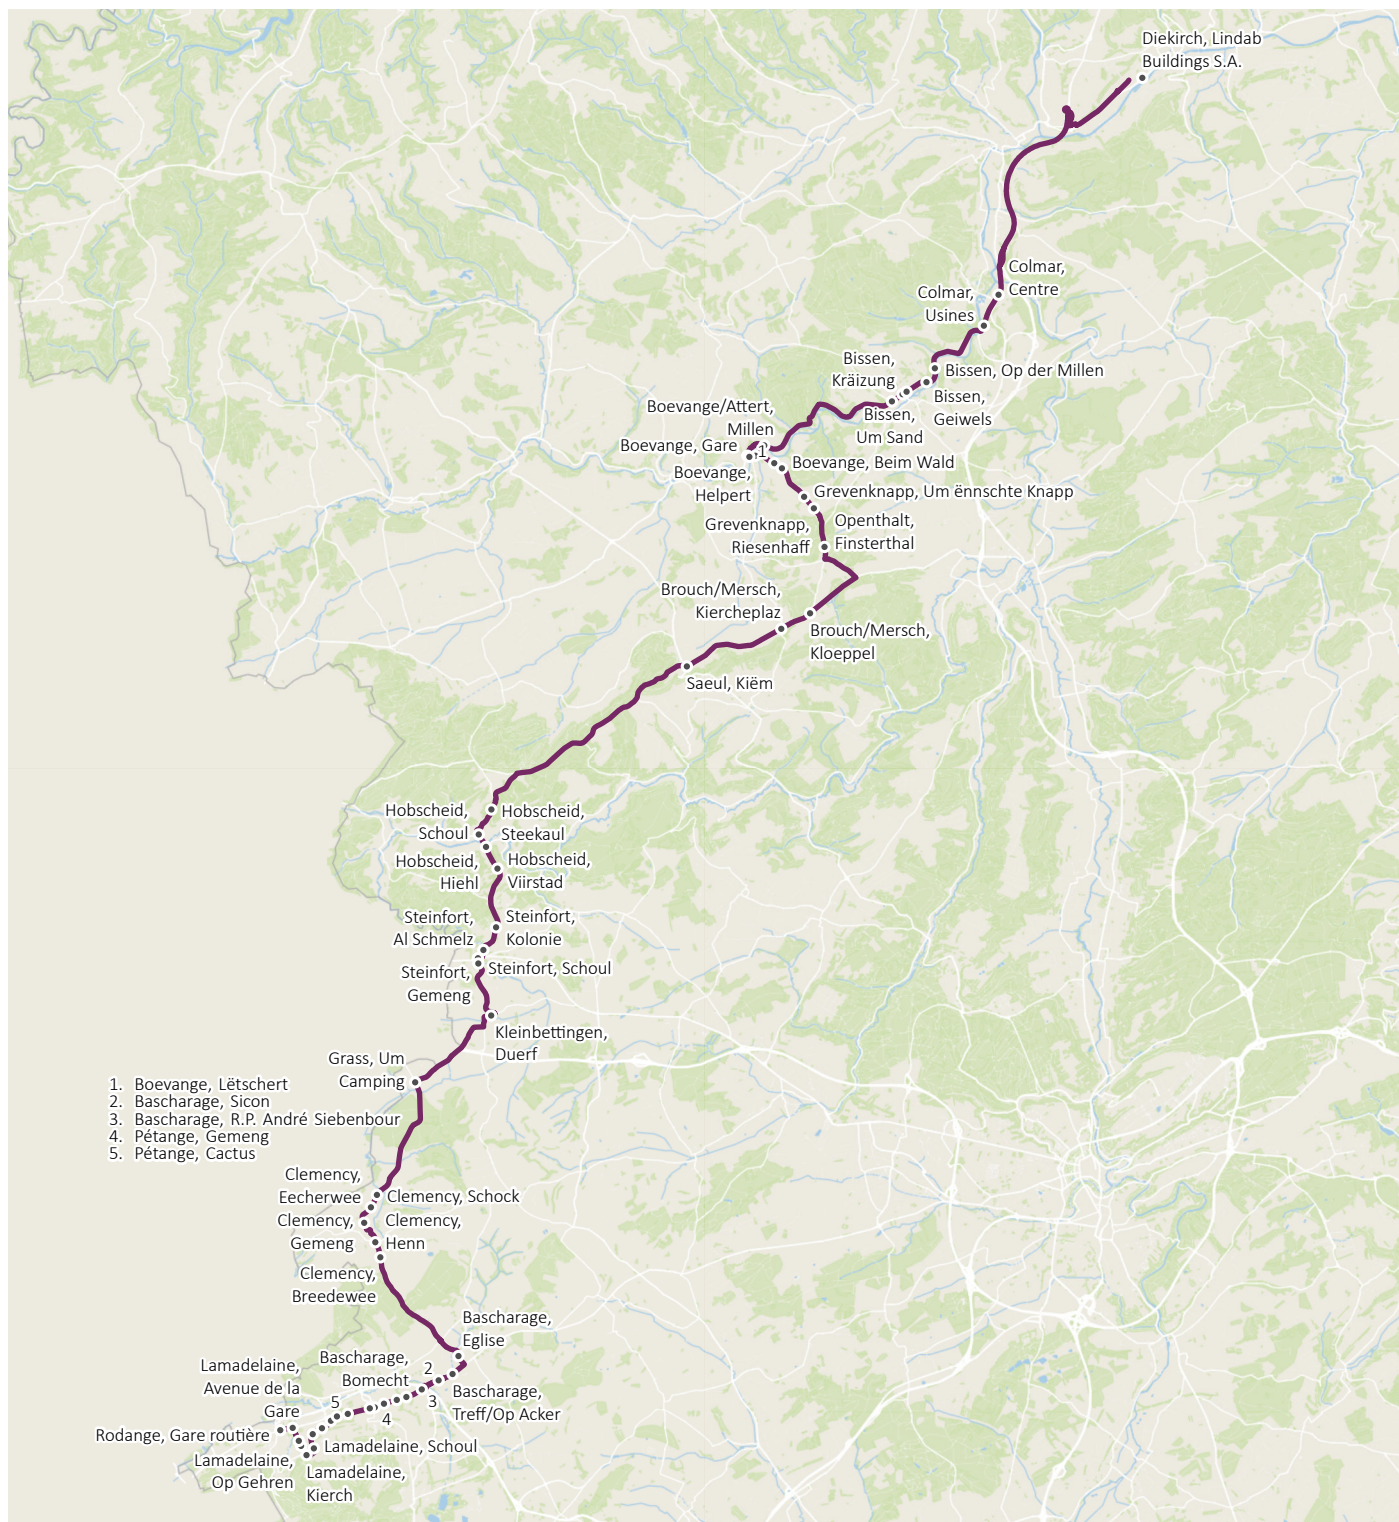 Diekirch, Lindab
Buildings S.A.
Colmar,
Centre
Colmar,
Usines
Bissen,
Kräizung
Bissen, Op der Millen
Bissen,
Geiwels
Bissen,
Um Sand
Boevange/Attert,
Millen
Boevange, Gare
1
Boevange, Beim Wald
Boevange,
Helpert
Grevenknapp, Um ënnschte Knapp
Grevenknapp,
Riesenhaff
Openthalt,
Finsterthal
Brouch/Mersch,
Kiercheplaz
Brouch/Mersch,
Kloeppel
Saeul, Kiëm
Hobscheid,
Schoul
Hobscheid,
Steekaul
Hobscheid,
Hiehl
Hobscheid,
Viirstad
Steinfort,
Al Schmelz
Steinfort,
Kolonie
Steinfort, Schoul
Steinfort,
Gemeng
Kleinbettingen,
Duerf
Grass, Um
Camping
1. Boevange, Lëtschert
2. Bascharage, Sicon
3. Bascharage, R.P. André Siebenbour
4. Pétange, Gemeng
5. Pétange, Cactus
Clemency,
Eecherwee
Clemency, Schock
Clemency,
Gemeng
Clemency,
Henn
Clemency,
Breedewee
Bascharage,
Eglise
Bascharage,
Bomecht
2
3
Bascharage,
Treff/Op Acker
4
5
Lamadelaine,
Avenue de la
Gare
Rodange, Gare routière
Lamadelaine, Schoul
Lamadelaine,
Op Gehren
Lamadelaine,
Kierch